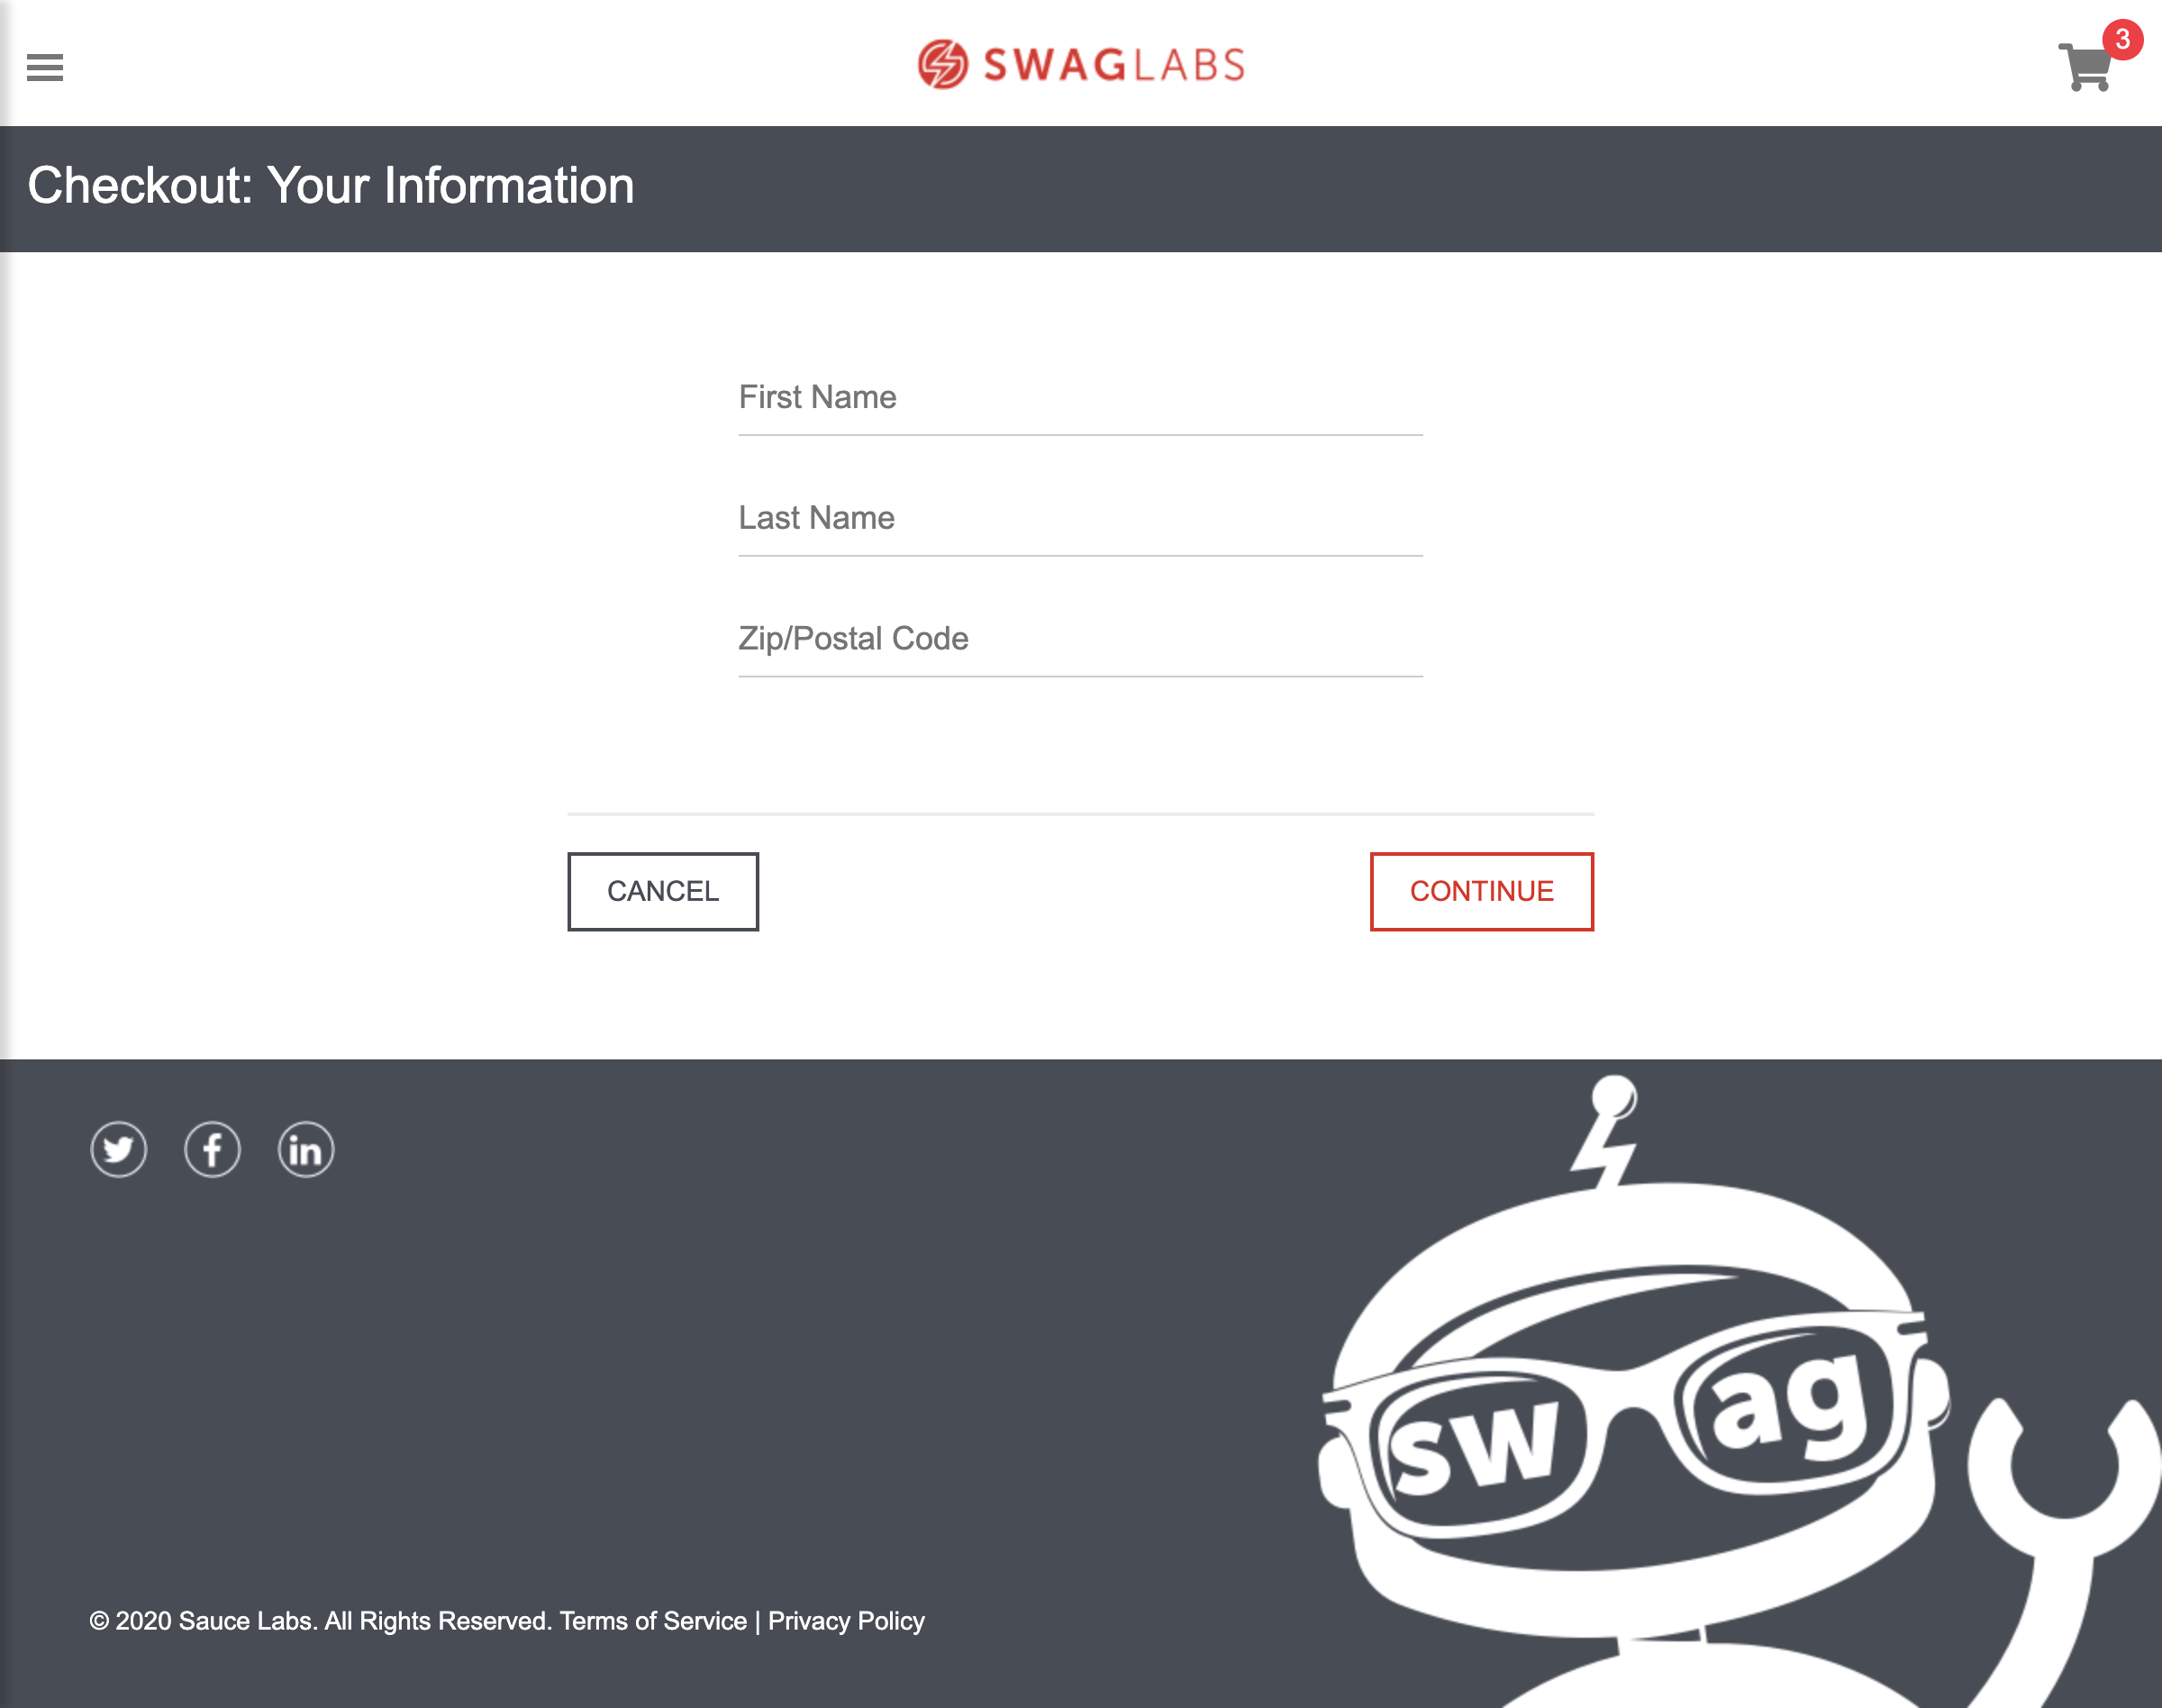 SWAGLABS
3
Checkout: Your Information
First Name
Last Name
Zip/Postal Code
CANCEL
CONTINUE
in
sw ag
© 2020 Sauce Labs. All Rights Reserved. Terms of Service | Privacy Policy